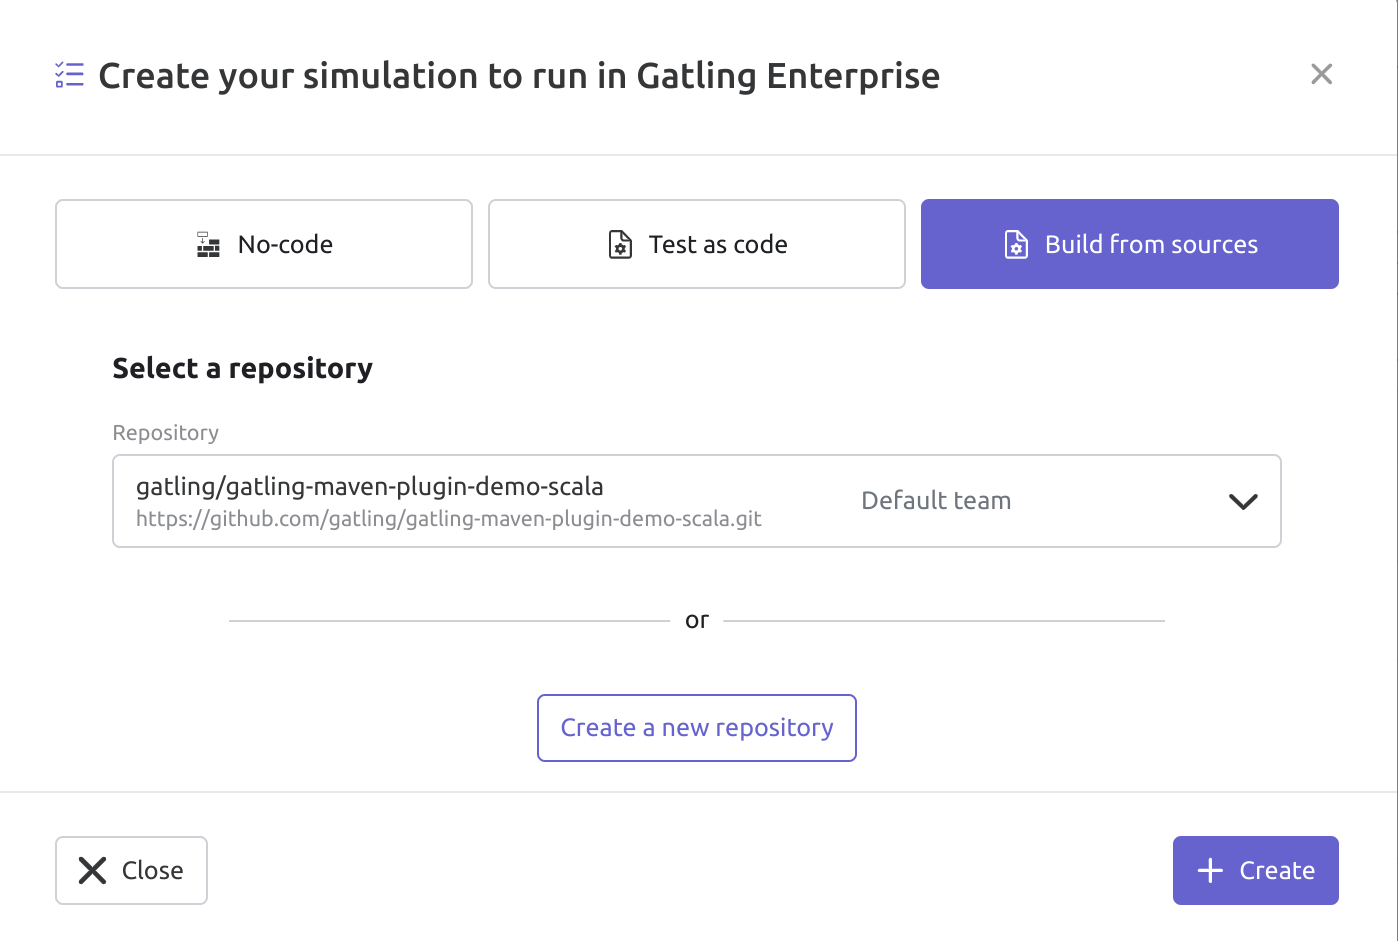 Create your simulation to run in Gatling Enterprise
No-code
Test as code
Build from sources
Select a repository
Repository
gatling/gatling-maven-plugin-demo-scala
https://github.com/gatling/gatling-maven-plugin-demo-scala.git
Default team
or
Create a new repository
Close
Create